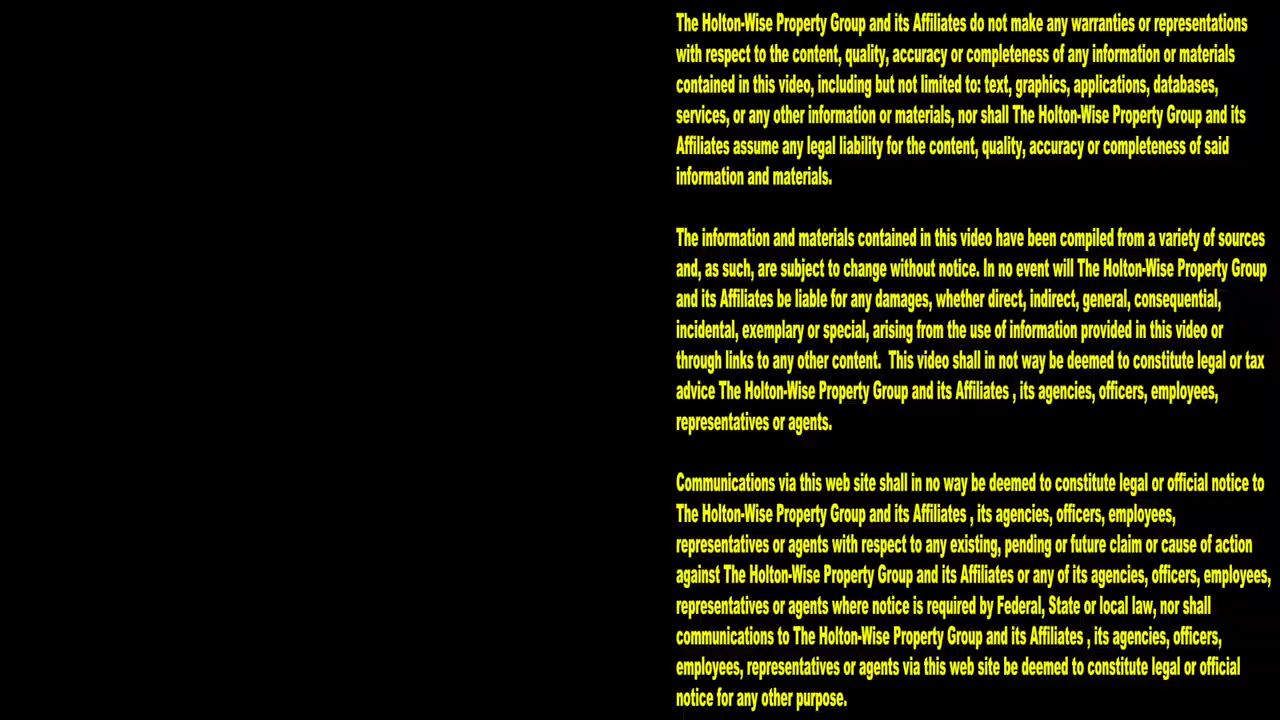 The Holton-Wise Property Group and its Affiliates do not make any warranties or representations
with respect to the content, quality, accuracy or completeness of any information or materials
contained in this video, including but not limited to: text, graphics, applications, databases,
services, or any other information or materials, nor shall The Holton-Wise Property Group and its
Affiliates assume any legal liability for the content, quality, accuracy or completeness of said
information and materials.
The information and materials contained in this video have been compiled from a variety of sources
and, as such, are subject to change without notice. In no event will The Holton-Wise Property Group
and its Affiliates be liable for any damages, whether direct, indirect, general, consequential,
incidental, exemplary or special, arising from the use of information provided in this video or
through links to any other content.  This video shall in not way be deemed to constitute legal or tax
advice The Holton-Wise Property Group and its Affiliates , its agencies, officers, employees,
representatives or agents.
Communications via this web site shall in no way be deemed to constitute legal or official notice to
The Holton-Wise Property Group and its Affiliates , its agencies, officers, employees,
representatives or agents with respect to any existing, pending or future claim or cause of action
against The Holton-Wise Property Group and its Affiliates or any of its agencies, officers, employees,
representatives or agents where notice is required by Federal, State or local law, nor shall
communications to The Holton-Wise Property Group and its Affiliates , its agencies, officers,
employees, representatives or agents via this web site be deemed to constitute legal or official
notice for any other purpose.